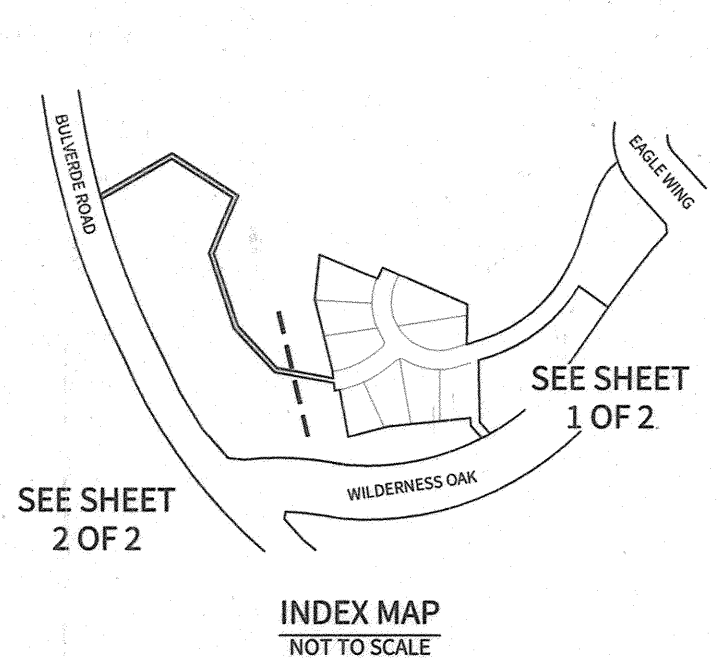 BULVERDE ROAD
EAGLE WING
SEE SHEET
1 OF 2
WILDERNESS OAK
SEE SHEET
2 OF 2
INDEX MAP
NOT TO SCALE